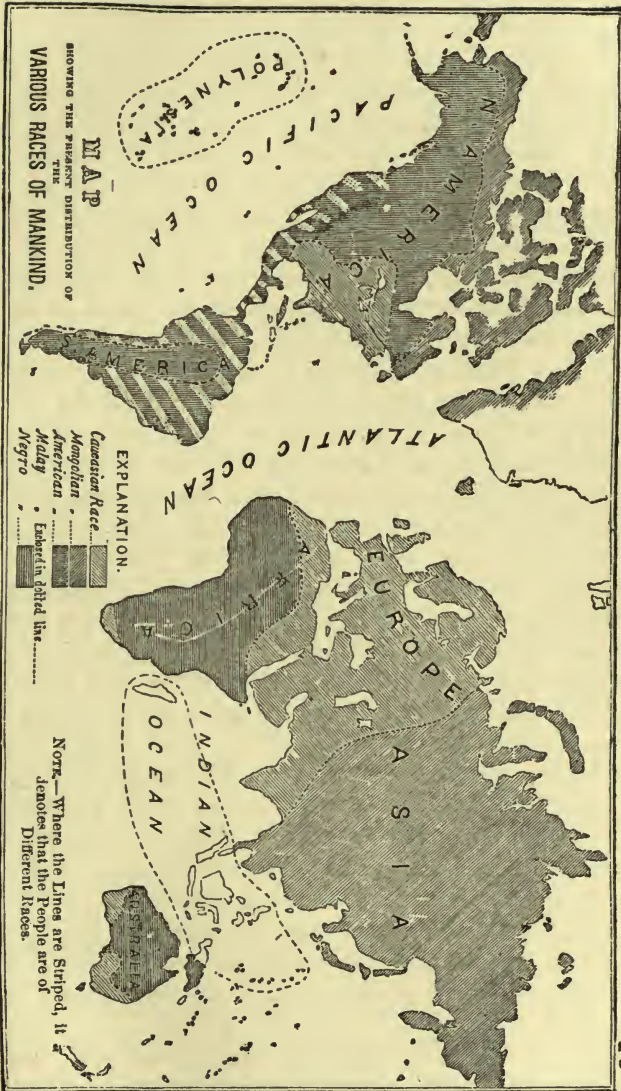 MAP
SHOWING THE PRESENT DISTRIBUTION OF
THE
VARIOUS RACES OF MANKIND.
PACIFIC OCEAN
POLYNESIA
N. AMERICA
S. AMERICA
ATLANTIC OCEAN
EUROPE
ASIA
AFRICA
INDIAN
OCEAN
AUSTRALIA
EXPLANATION.
Caucasian Race
Mongolian "
American "
Malay " Enclosed in dotted line
Negro "
NOTE.—Where the Lines are Striped, it
denotes that the People are of
Different Races.